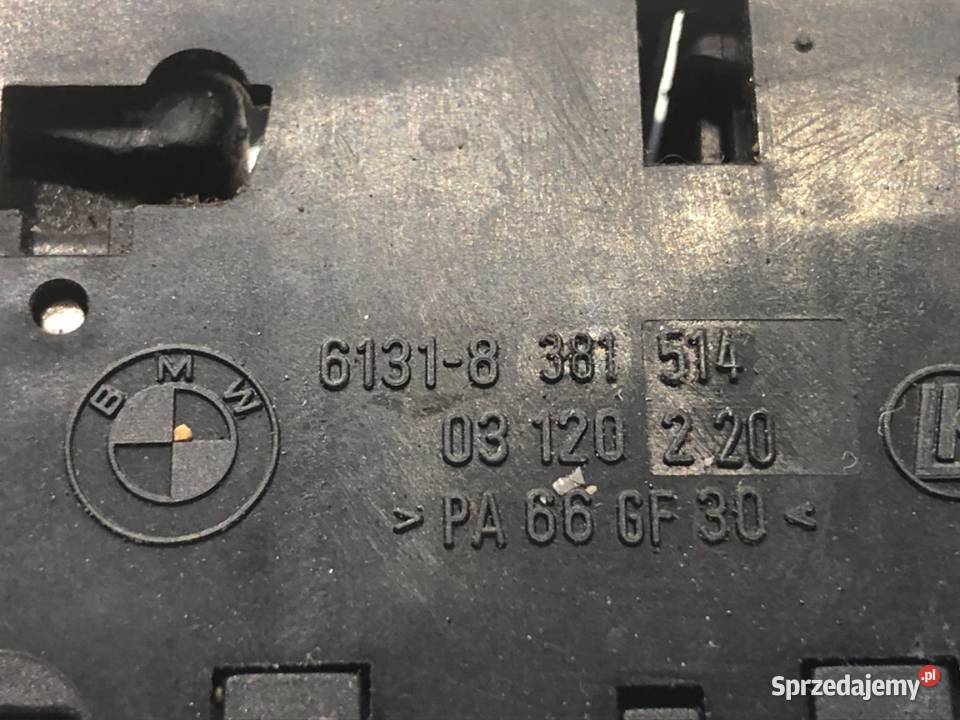 BMW
6131-8 381 514
03 120 2 20
>PA 66 GF 30<
Sprzedajemy.pl